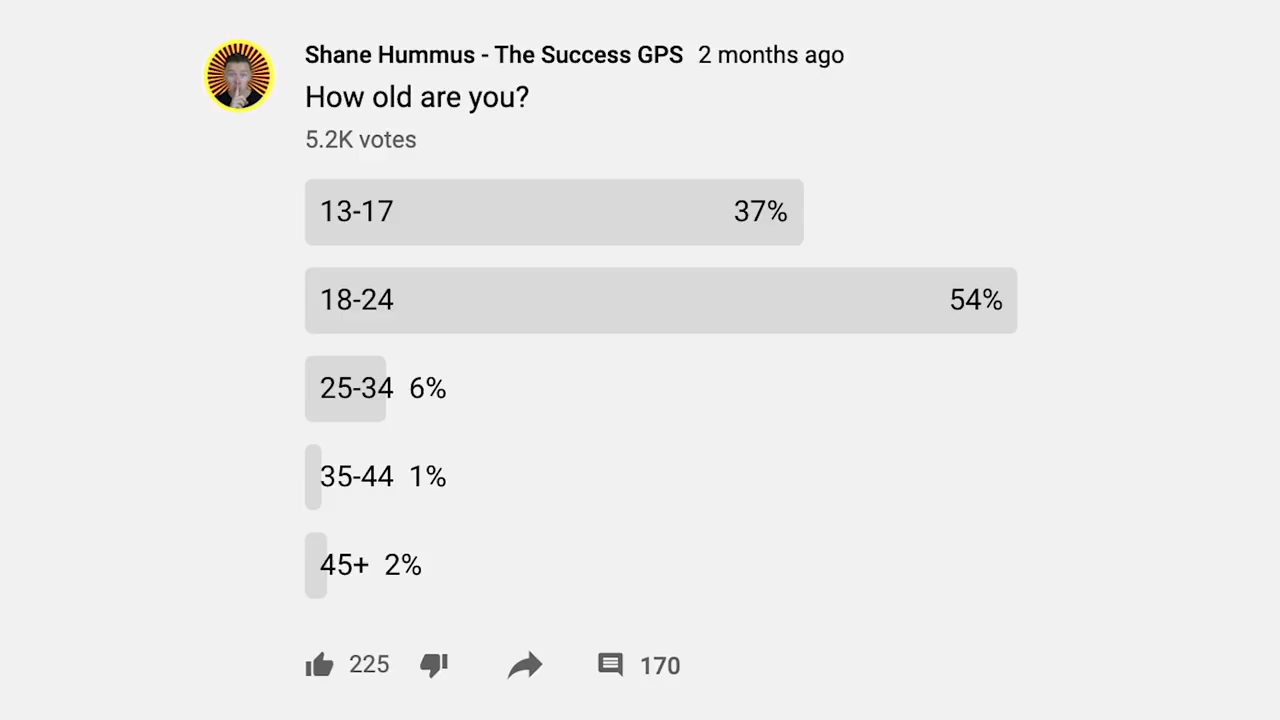 Shane Hummus - The Success GPS 2 months ago
How old are you?
5.2K votes
13-17 37%
18-24 54%
25-34 6%
35-44 1%
45+ 2%
225 170